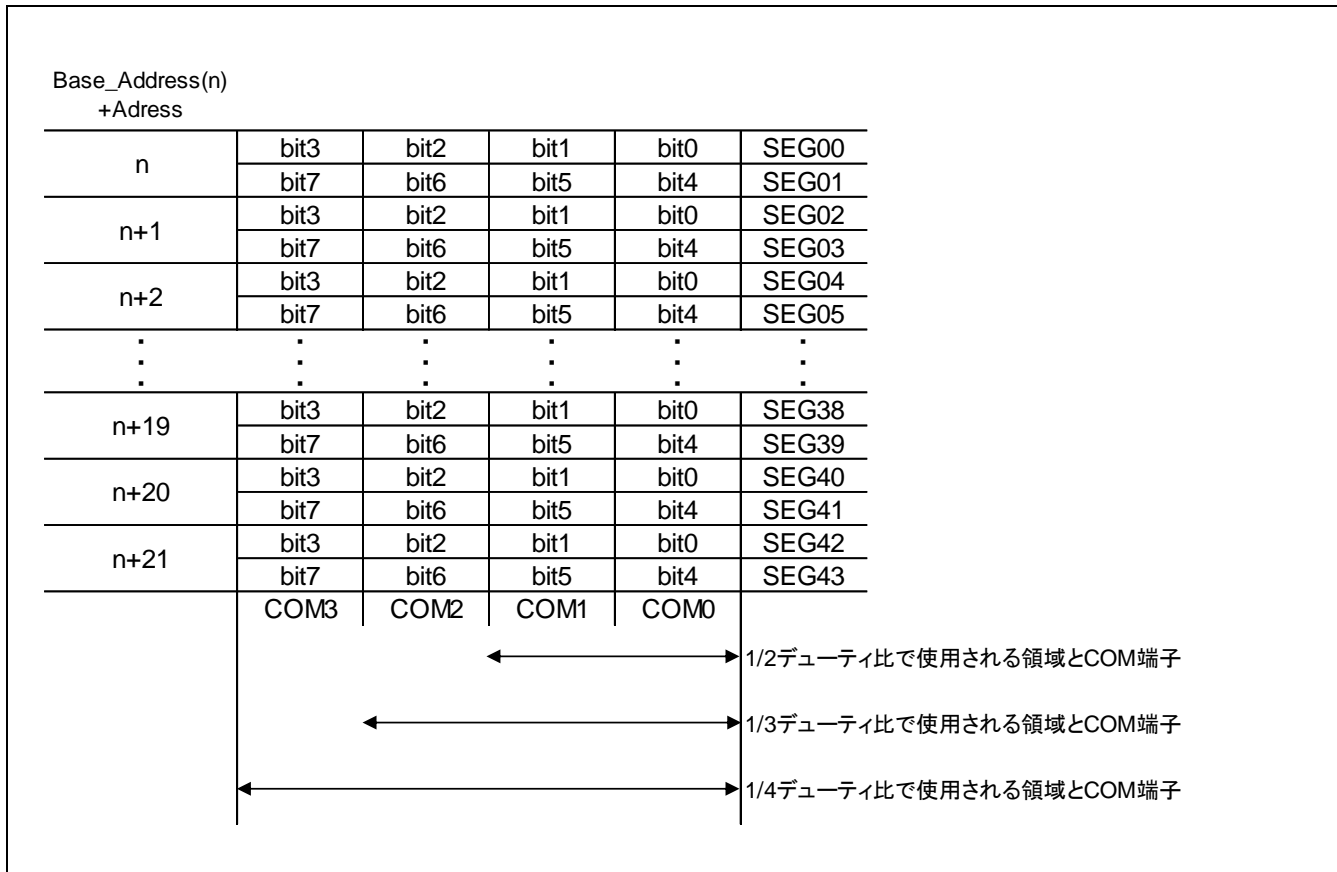 Base_Address(n)
+Adress
n bit3 bit2 bit1 bit0 SEG00
bit7 bit6 bit5 bit4 SEG01
n+1 bit3 bit2 bit1 bit0 SEG02
bit7 bit6 bit5 bit4 SEG03
n+2 bit3 bit2 bit1 bit0 SEG04
bit7 bit6 bit5 bit4 SEG05
n+19 bit3 bit2 bit1 bit0 SEG38
bit7 bit6 bit5 bit4 SEG39
n+20 bit3 bit2 bit1 bit0 SEG40
bit7 bit6 bit5 bit4 SEG41
n+21 bit3 bit2 bit1 bit0 SEG42
bit7 bit6 bit5 bit4 SEG43
COM3 COM2 COM1 COM0
1/2デューティ比で使用される領域とCOM端子
1/3デューティ比で使用される領域とCOM端子
1/4デューティ比で使用される領域とCOM端子